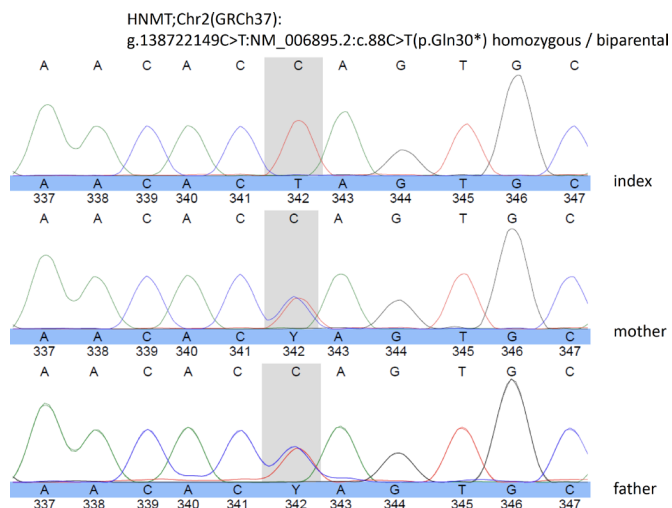 HNMT;Chr2(GRCh37):
g.138722149C>T:NM_006895.2:c.88C>T(p.Gln30*) homozygous / biparental
A A C A C C A G T G C
A A C A C T A G T G C
index
337 338 339 340 341 342 343 344 345 346 347
A A C A C C A G T G C
A A C A C Y A G T G C
mother
337 338 339 340 341 342 343 344 345 346 347
A A C A C C A G T G C
A A C A C Y A G T G C
father
337 338 339 340 341 342 343 344 345 346 347